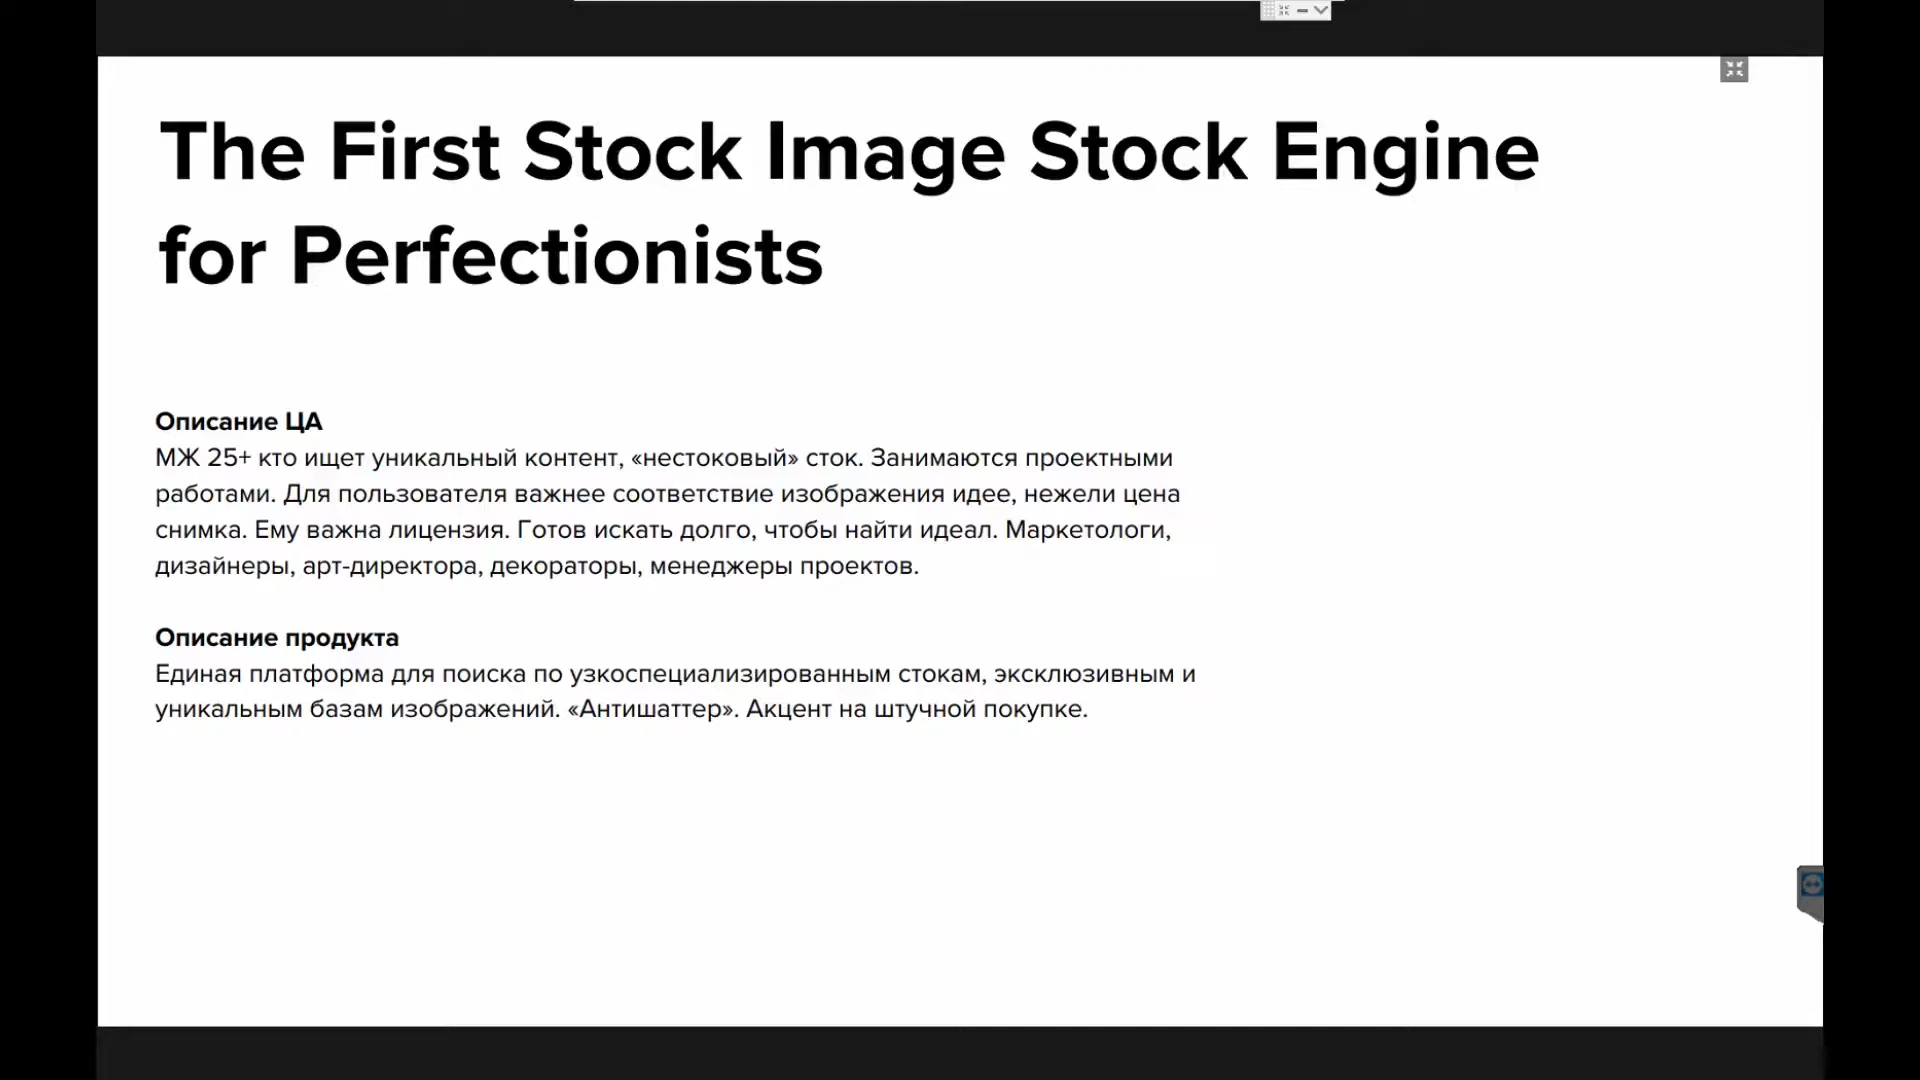 The First Stock Image Stock Engine
for Perfectionists
Описание ЦА
МЖ 25+ кто ищет уникальный контент, «нестоковый» сток. Занимаются проектными
работами. Для пользователя важнее соответствие изображения идее, нежели цена
снимка. Ему важна лицензия. Готов искать долго, чтобы найти идеал. Маркетологи,
дизайнеры, арт-директора, декораторы, менеджеры проектов.
Описание продукта
Единая платформа для поиска по узкоспециализированным стокам, эксклюзивным и
уникальным базам изображений. «Антишаттер». Акцент на штучной покупке.